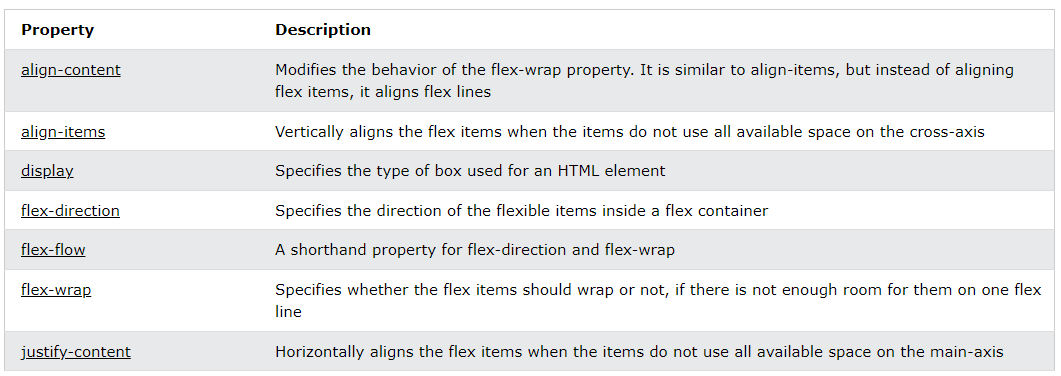 Property Description
align-content Modifies the behavior of the flex-wrap property. It is similar to align-items, but instead of aligning
flex items, it aligns flex lines
align-items Vertically aligns the flex items when the items do not use all available space on the cross-axis
display Specifies the type of box used for an HTML element
flex-direction Specifies the direction of the flexible items inside a flex container
flex-flow A shorthand property for flex-direction and flex-wrap
flex-wrap Specifies whether the flex items should wrap or not, if there is not enough room for them on one flex
line
justify-content Horizontally aligns the flex items when the items do not use all available space on the main-axis